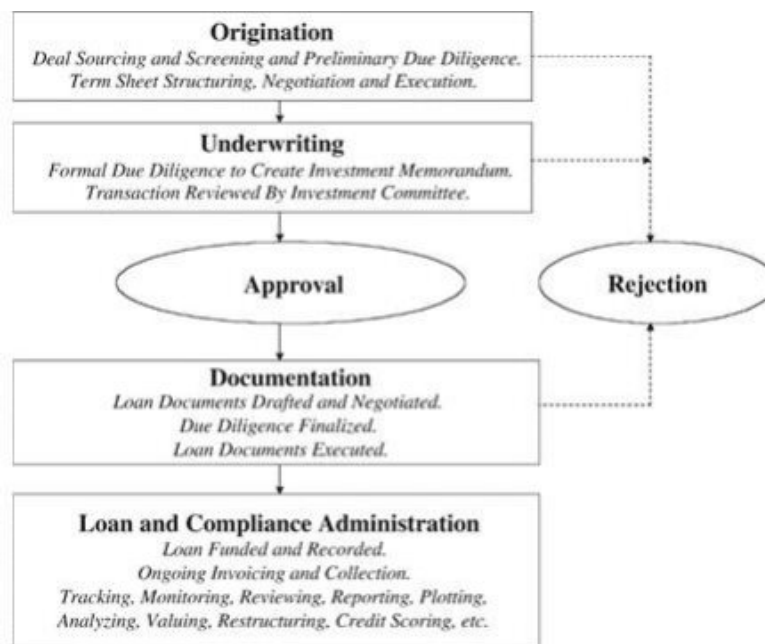 Origination
Deal Sourcing and Screening and Preliminary Due Diligence.
Term Sheet Structuring, Negotiation and Execution.
Underwriting
Formal Due Diligence to Create Investment Memorandum.
Transaction Reviewed By Investment Committee.
Approval
Rejection
Documentation
Loan Documents Drafted and Negotiated.
Due Diligence Finalized.
Loan Documents Executed.
Loan and Compliance Administration
Loan Funded and Recorded.
Ongoing Invoicing and Collection.
Tracking, Monitoring, Reviewing, Reporting, Plotting,
Analyzing, Valuing, Restructuring, Credit Scoring, etc.